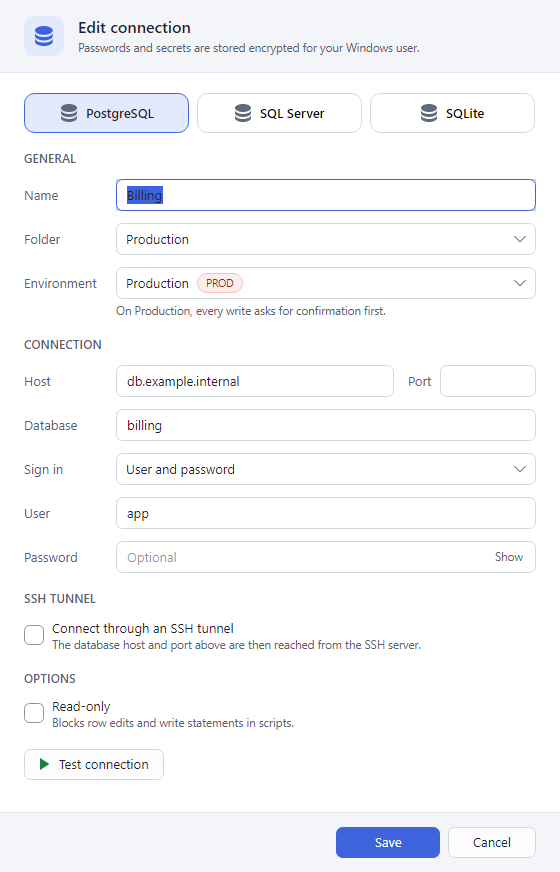 Edit connection
Passwords and secrets are stored encrypted for your Windows user.
PostgreSQL SQL Server SQLite
GENERAL
Name Billing
Folder Production
Environment Production PROD
On Production, every write asks for confirmation first.
CONNECTION
Host db.example.internal Port
Database billing
Sign in User and password
User app
Password Optional Show
SSH TUNNEL
Connect through an SSH tunnel
The database host and port above are then reached from the SSH server.
OPTIONS
Read-only
Blocks row edits and write statements in scripts.
Test connection
Save Cancel